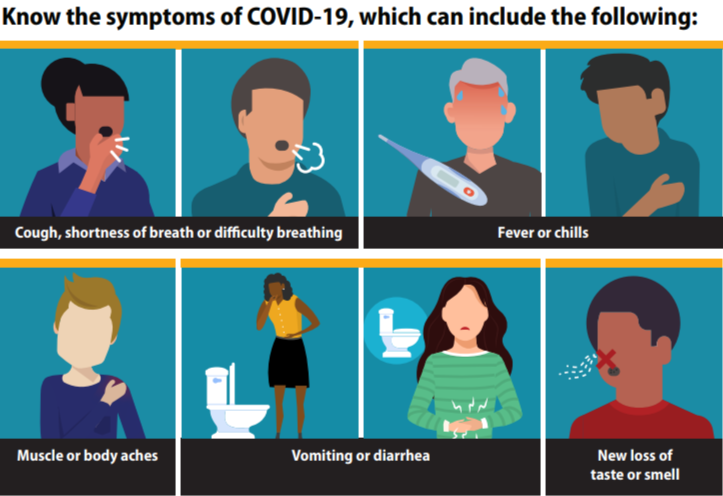 Know the symptoms of COVID-19, which can include the following:
Cough, shortness of breath or difficulty breathing
Fever or chills
Muscle or body aches
Vomiting or diarrhea
New loss of
taste or smell